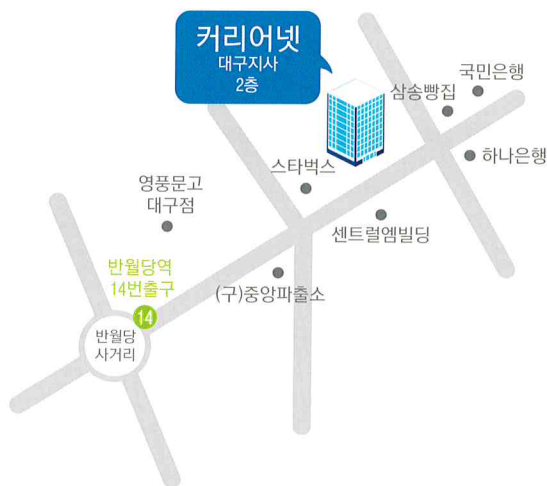 커리어넷
대구지사
2층
국민은행
삼송빵집
하나은행
스타벅스
영풍문고
대구점
센트럴엠빌딩
반월당역
14번출구
(구)중앙파출소
14
반월당
사거리